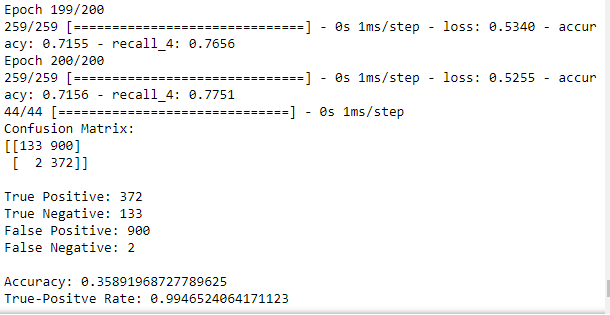 Epoch 199/200
259/259 [==============================] - 0s 1ms/step - loss: 0.5340 - accur
acy: 0.7155 - recall_4: 0.7656
Epoch 200/200
259/259 [==============================] - 0s 1ms/step - loss: 0.5255 - accur
acy: 0.7156 - recall_4: 0.7751
44/44 [==============================] - 0s 1ms/step
Confusion Matrix:
[[133 900]
 [  2 372]]

True Positive: 372
True Negative: 133
False Positive: 900
False Negative: 2

Accuracy: 0.35891968727789625
True-Positve Rate: 0.9946524064171123